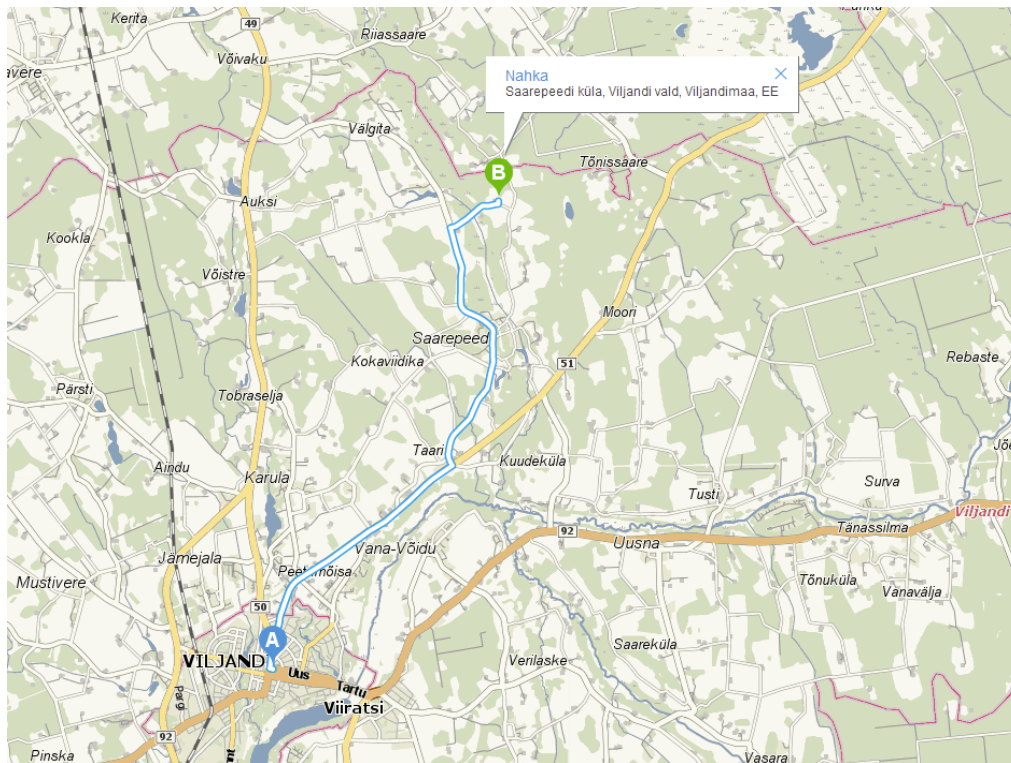 Kerita
49
Riiassaare
Võivaku
Nahka
Saarepeedi küla, Viljandi vald, Viljandimaa, EE
Välgita
Tõnissaare
B
Auksi
Kookla
Võistre
Moori
Saarepeed
Kokaviidika
51
Rebaste
Pärsti
Tobraselja
Taari
Kuudeküla
Aindu
Karula
Surva
Tusti
Viljandi
Tänassilma
92
Uusna
Vana-Võidu
Jämejala
Mustivere
Tõnuküla
Vanavälja
50
A
Saareküla
VILJAND
Verilaske
Uus
Tartu
Viiratsi
92
Pinska
Vasara